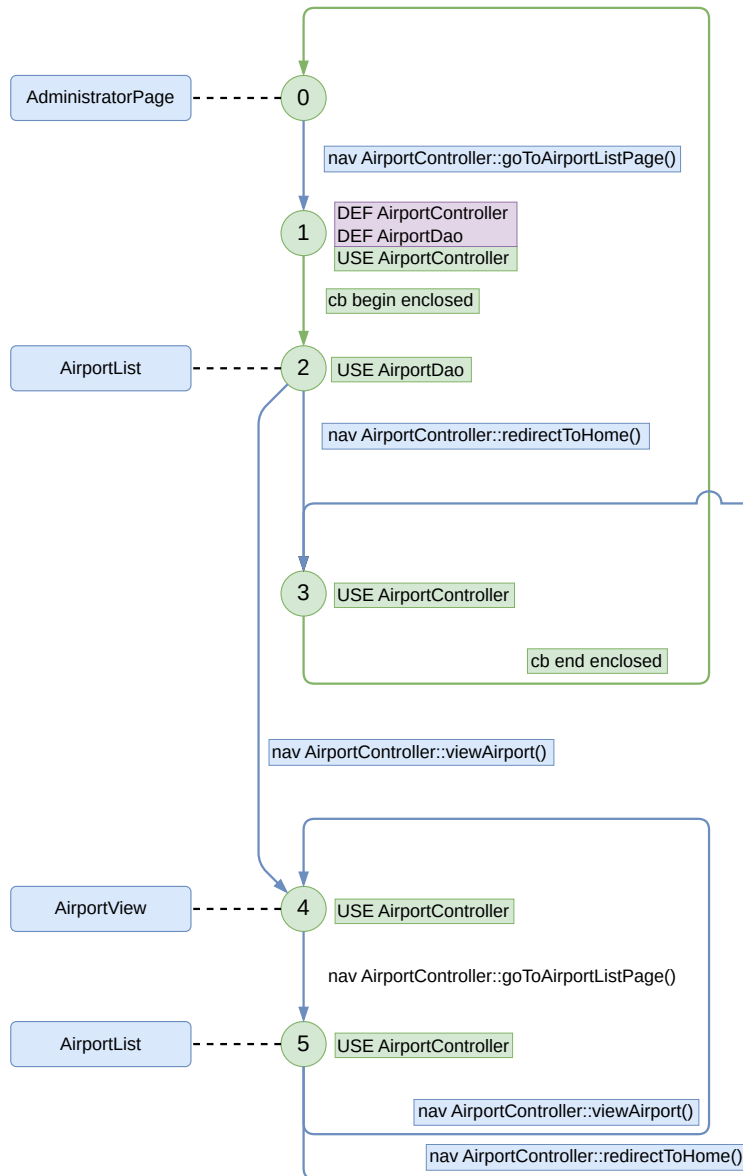 AdministratorPage
0
nav AirportController::goToAirportListPage()
1
DEF AirportController
DEF AirportDao
USE AirportController
cb begin enclosed
AirportList
2
USE AirportDao
nav AirportController::redirectToHome()
3
USE AirportController
cb end enclosed
nav AirportController::viewAirport()
AirportView
4
USE AirportController
nav AirportController::goToAirportListPage()
AirportList
5
USE AirportController
nav AirportController::viewAirport()
nav AirportController::redirectToHome()